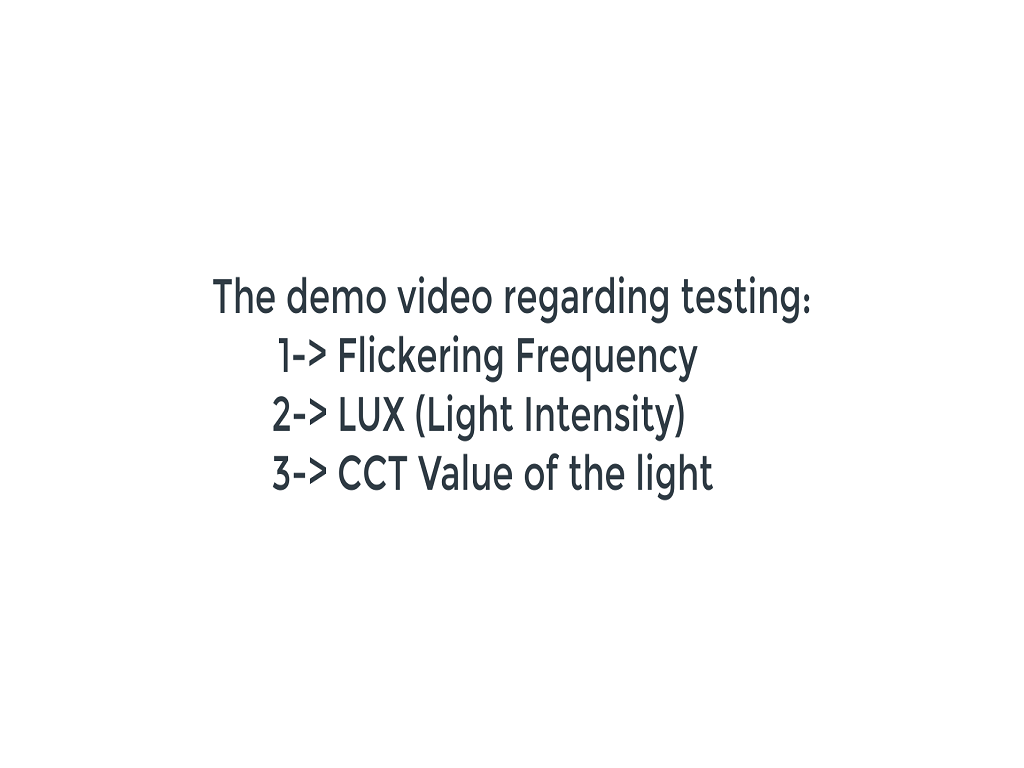 The demo video regarding testing:
1-> Flickering Frequency
2-> LUX (Light Intensity)
3-> CCT Value of the light